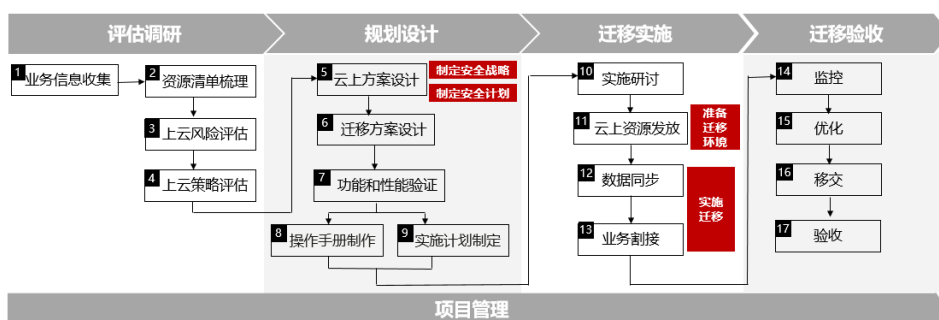 评估调研
规划设计
迁移实施
迁移验收
1
业务信息收集
2
资源清单梳理
3
上云风险评估
4
上云策略评估
5
云上方案设计
制定安全战略
制定安全计划
6
迁移方案设计
7
功能和性能验证
8
操作手册制作
9
实施计划制定
10
实施研讨
11
云上资源发放
准备
迁移
环境
12
数据同步
实施
迁移
13
业务割接
14
监控
15
优化
16
移交
17
验收
项目管理